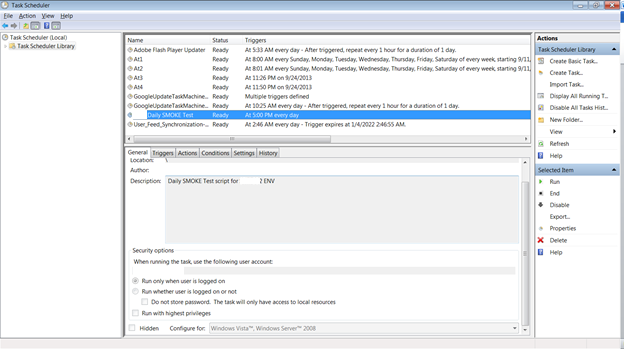 Task Scheduler
File Action View Help
Task Scheduler (Local)
Task Scheduler Library
Name Status Triggers
Adobe Flash Player Updater Ready At 5:33 AM every day - After triggered, repeat every 1 hour for a duration of 1 day.
At1 Ready At 8:00 AM every Sunday, Monday, Tuesday, Wednesday, Thursday, Friday, Saturday of every week, starting 9/11,
At2 Ready At 8:01 AM every Sunday, Monday, Tuesday, Wednesday, Thursday, Friday, Saturday of every week, starting 9/11,
At3 Ready At 11:26 PM on 9/24/2013
At4 Ready At 11:50 PM on 9/24/2013
GoogleUpdateTaskMachine... Ready Multiple triggers defined
GoogleUpdateTaskMachine... Ready At 10:25 AM every day - After triggered, repeat every 1 hour for a duration of 1 day.
Daily SMOKE Test Ready At 5:00 PM every day
User_Feed_Synchronization-... Ready At 2:46 AM every day - Trigger expires at 1/4/2022 2:46:55 AM.
General Triggers Actions Conditions Settings History
Location: \
Author:
Description: Daily SMOKE Test script for 2 ENV
Security options
When running the task, use the following user account:
Run only when user is logged on
Run whether user is logged on or not
Do not store password. The task will only have access to local resources
Run with highest privileges
Hidden Configure for: Windows Vista™, Windows Server™ 2008
Actions
Task Scheduler Library
Create Basic Task...
Create Task...
Import Task...
Display All Running T...
Disable All Tasks Hist...
New Folder...
View
Refresh
Help
Selected Item
Run
End
Disable
Export...
Properties
Delete
Help